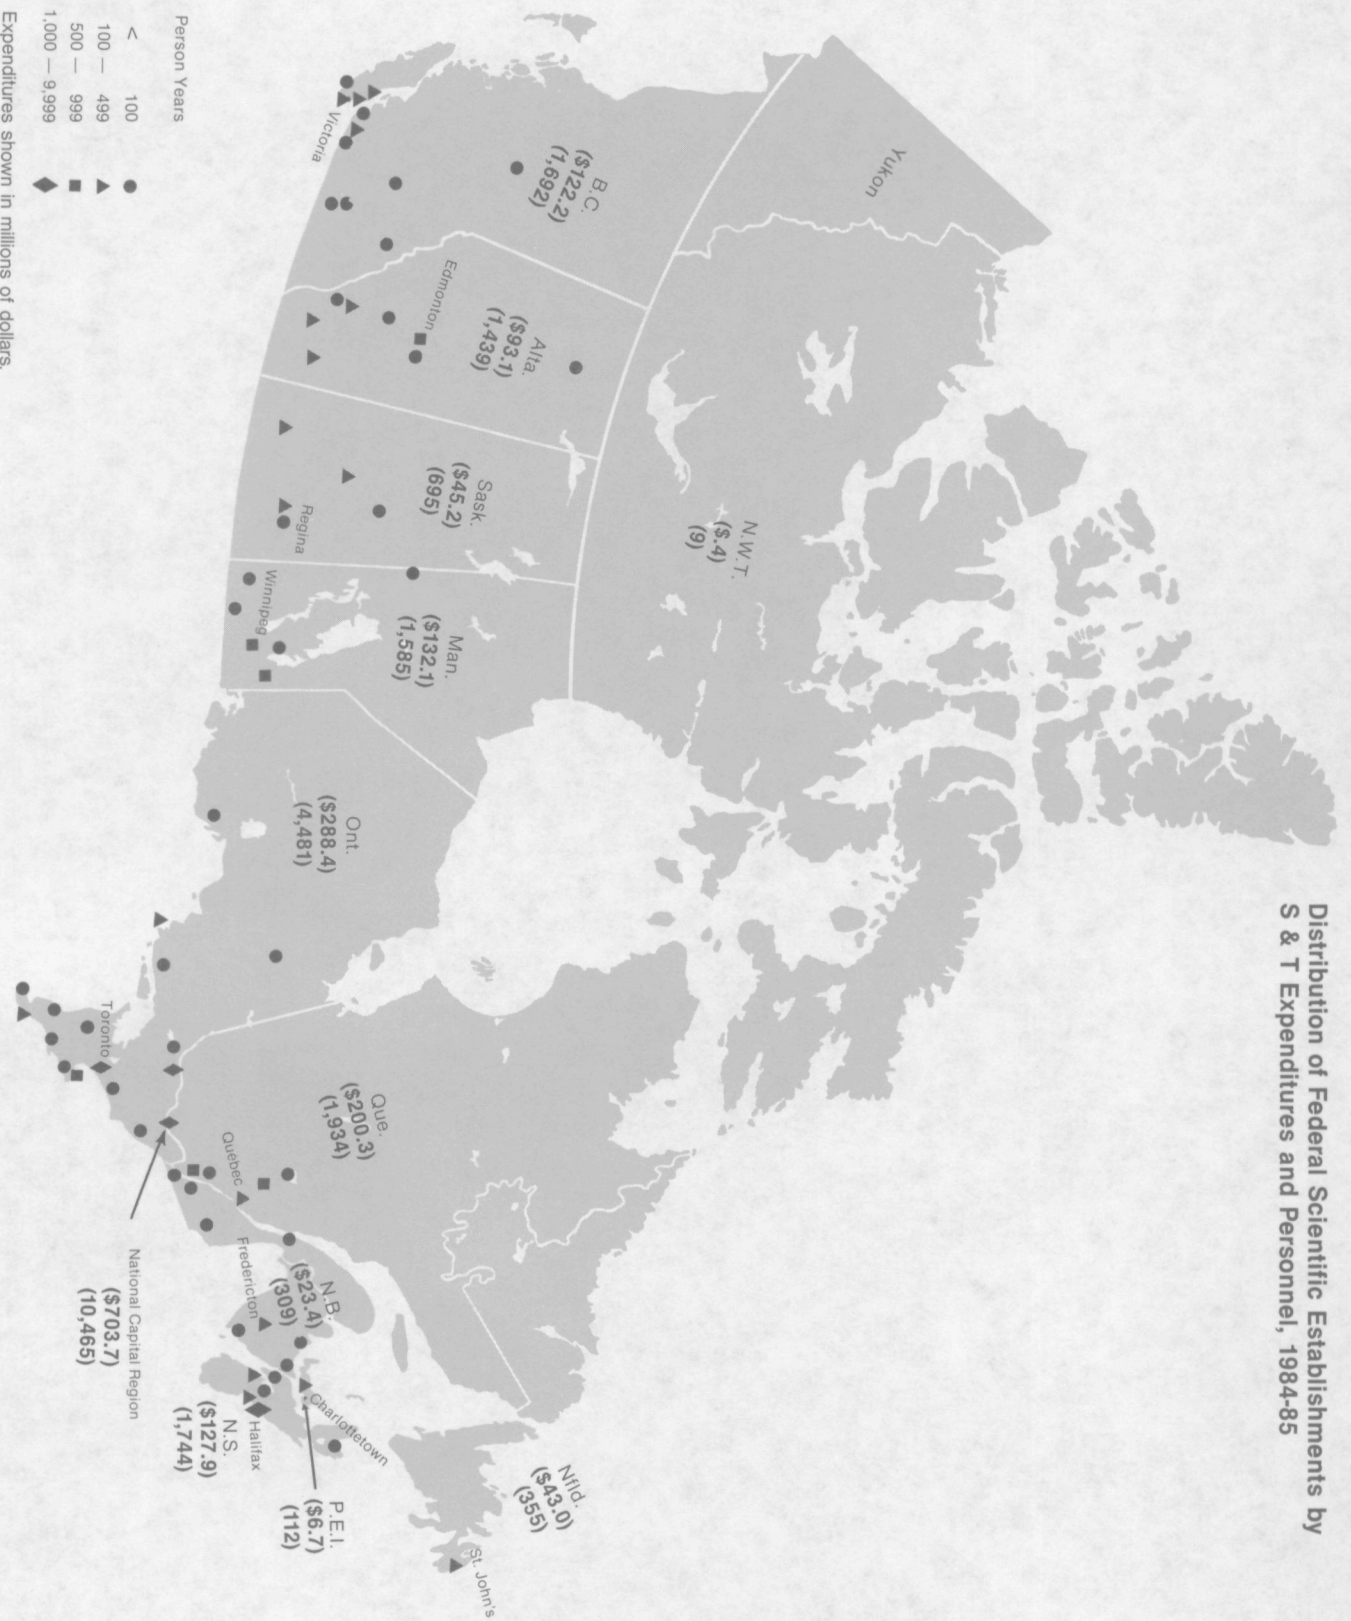 Distribution of Federal Scientific Establishments by
S & T Expenditures and Personnel, 1984-85
Yukon
N.W.T.
($.4)
(9)
B.C.
($122.2)
(1,692)
Victoria
Alta.
($93.1)
(1,439)
Edmonton
Sask.
($45.2)
(695)
Regina
Man.
($132.1)
(1,585)
Winnipeg
Ont.
($288.4)
(4,481)
Toronto
Que.
($200.3)
(1,934)
Québec
Nfld.
($43.0)
(355)
St. John's
N.B.
($23.4)
(309)
Fredericton
Charlottetown
P.E.I.
($6.7)
(112)
Halifax
N.S.
($127.9)
(1,744)
National Capital Region
($703.7)
(10,465)
Person Years
< 100
100 — 499
500 — 999
1,000 — 9,999
Expenditures shown in millions of dollars.